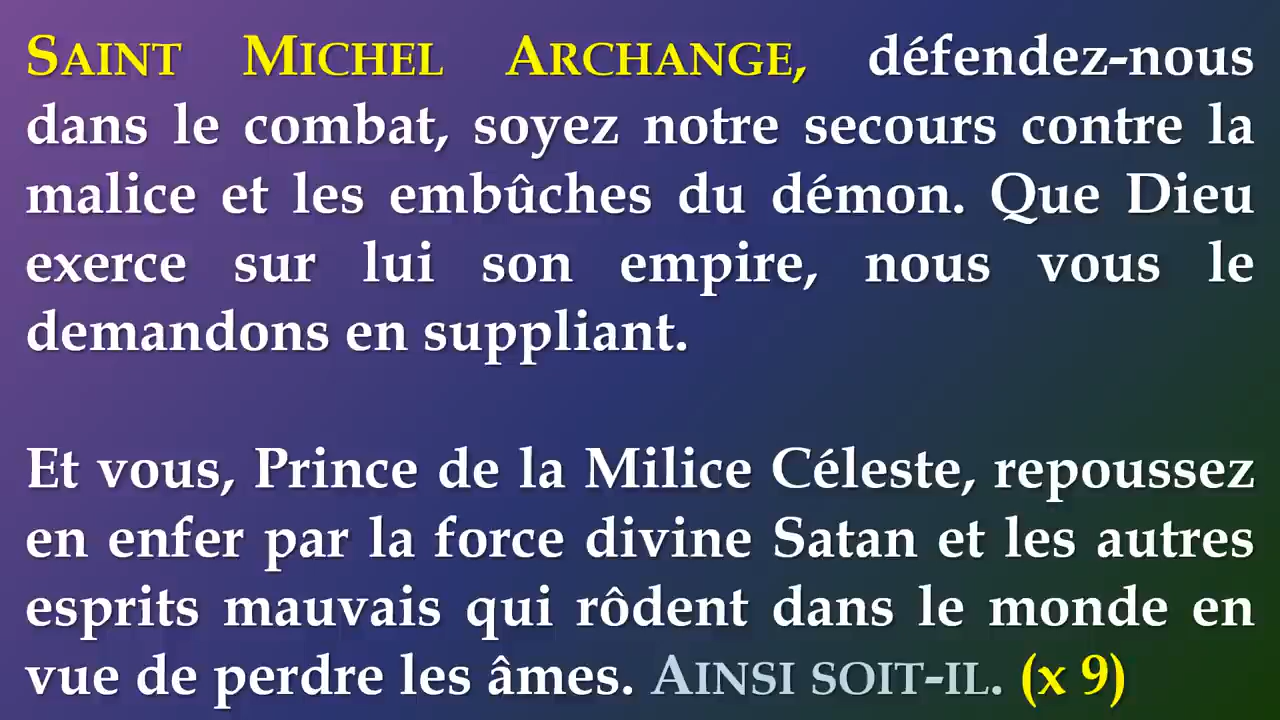 SAINT MICHEL ARCHANGE, défendez-nous
dans le combat, soyez notre secours contre la
malice et les embûches du démon. Que Dieu
exerce sur lui son empire, nous vous le
demandons en suppliant.
Et vous, Prince de la Milice Céleste, repoussez
en enfer par la force divine Satan et les autres
esprits mauvais qui rôdent dans le monde en
vue de perdre les âmes. AINSI SOIT-IL. (x 9)